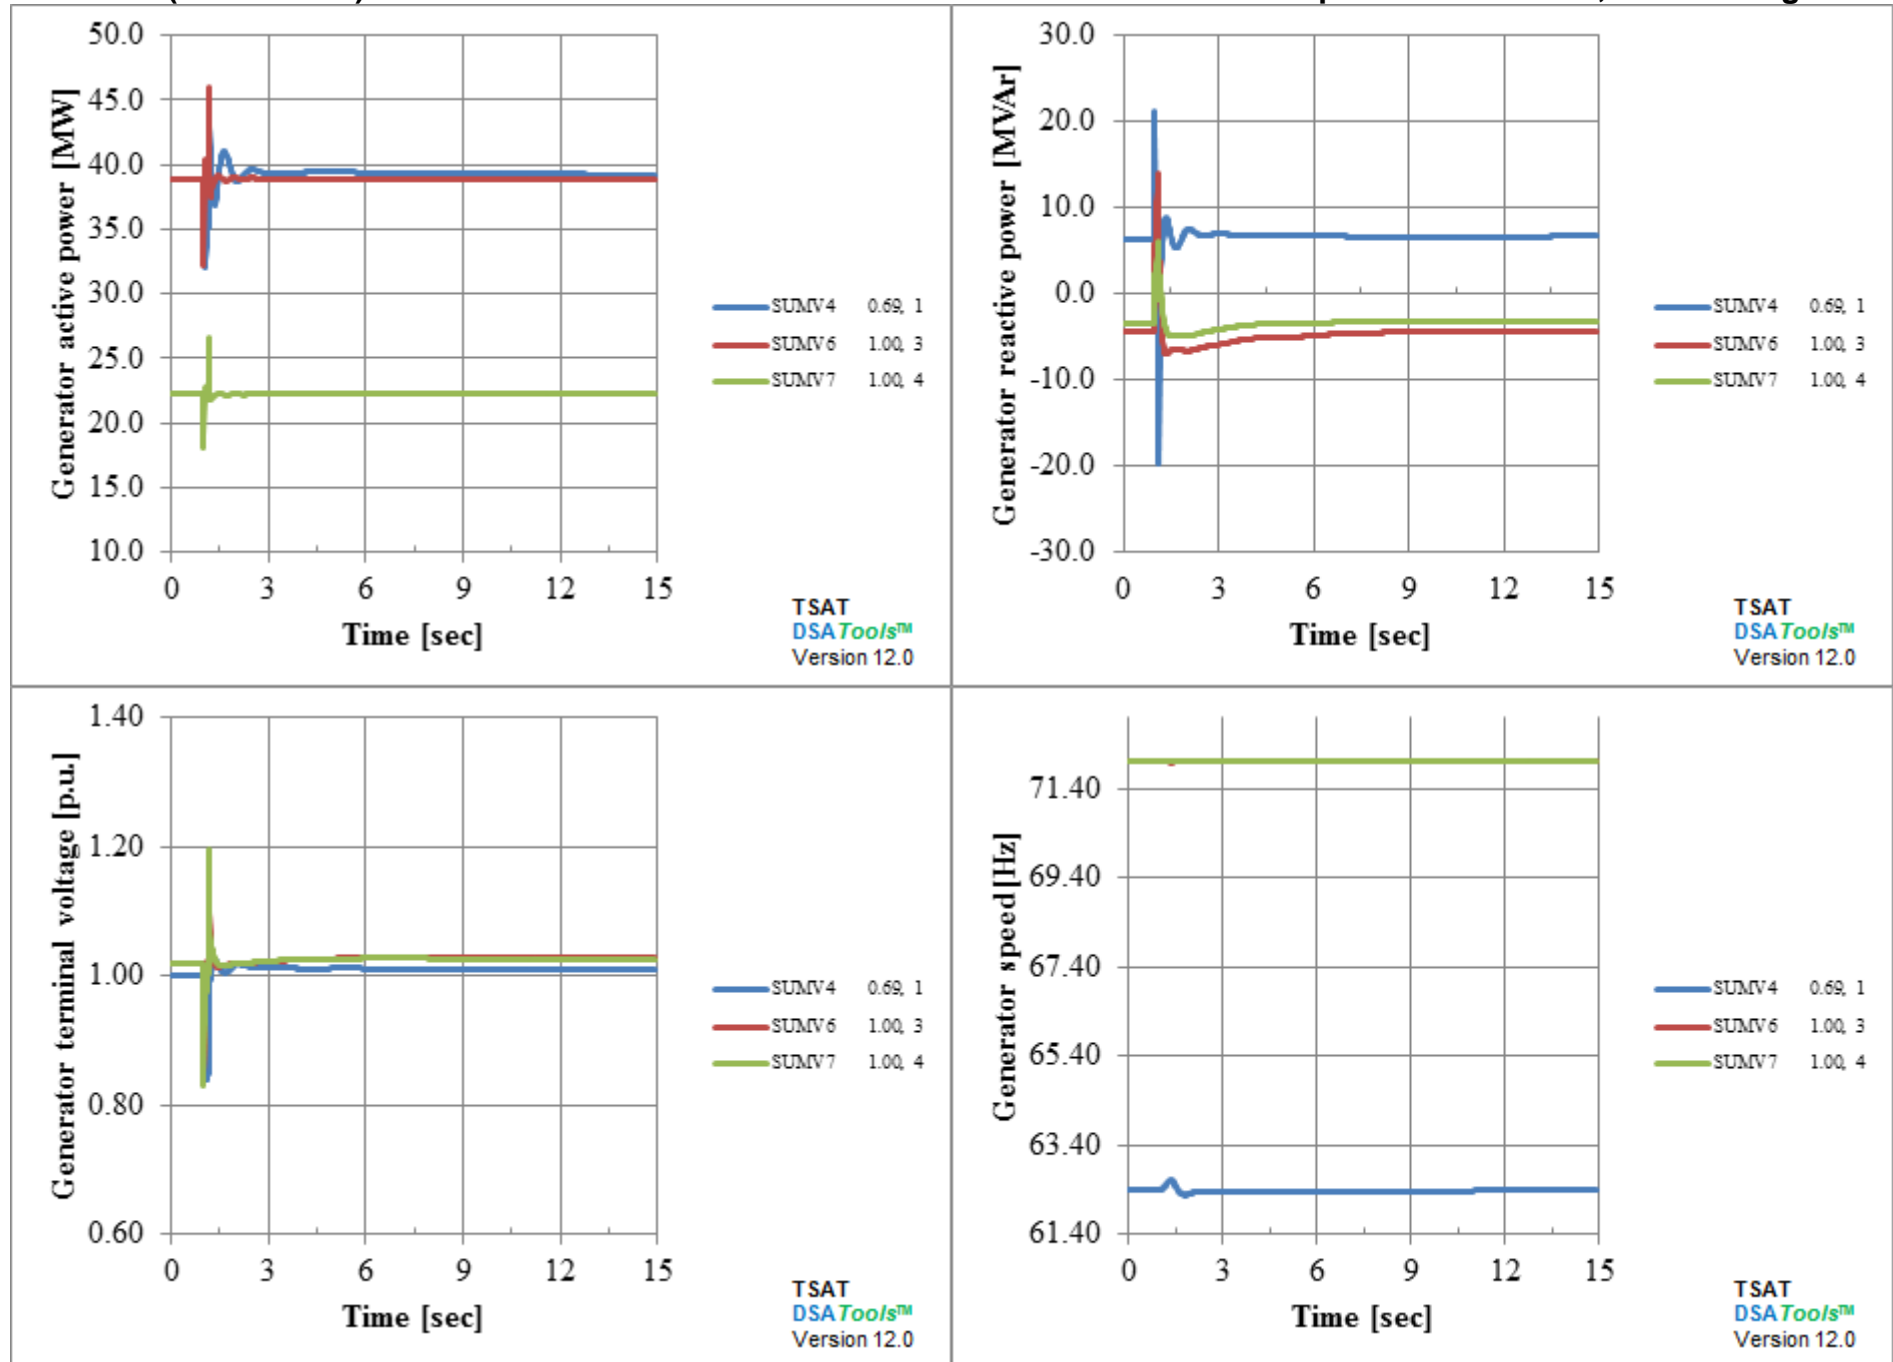 50.0
45.0
40.0
35.0
30.0
25.0
20.0
15.0
10.0
Generator active power [MW]
0 3 6 9 12 15
Time [sec]
SUMV4 0.69, 1
SUMV6 1.00, 3
SUMV7 1.00, 4
TSAT
DSATools™
Version 12.0
30.0
20.0
10.0
0.0
-10.0
-20.0
-30.0
Generator reactive power [MVAr]
0 3 6 9 12 15
Time [sec]
SUMV4 0.69, 1
SUMV6 1.00, 3
SUMV7 1.00, 4
TSAT
DSATools™
Version 12.0
1.40
1.20
1.00
0.80
0.60
Generator terminal voltage [p.u.]
0 3 6 9 12 15
Time [sec]
SUMV4 0.69, 1
SUMV6 1.00, 3
SUMV7 1.00, 4
TSAT
DSATools™
Version 12.0
71.40
69.40
67.40
65.40
63.40
61.40
Generator speed[Hz]
0 3 6 9 12 15
Time [sec]
SUMV4 0.69, 1
SUMV6 1.00, 3
SUMV7 1.00, 4
TSAT
DSATools™
Version 12.0